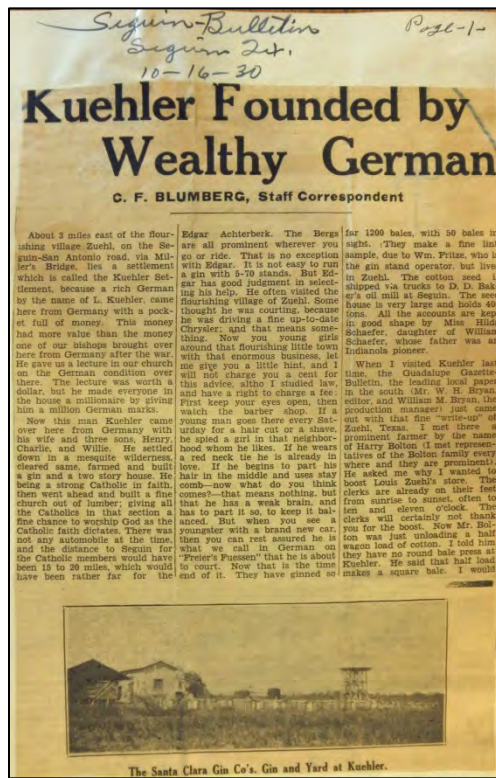 Seguin-Bulletin
Page-1-
Seguin Tx.
10-16-30
Kuehler Founded by
Wealthy German
C. F. BLUMBERG, Staff Correspondent
About 3 miles east of the flour-
ishing village Zuehl, on the Se-
guin-San Antonio road, via Mil-
ler's Bridge, lies a settlement
which is called the Kuehler Set-
tlement, because a rich German
by the name of L. Kuehler, came
here from Germany with a pock-
et full of money. This money
had more value than the money
one of our bishops brought over
here from Germany after the war.
He gave us a lecture in our church
on the German condition over
there. The lecture was worth a
dollar, but he made everyone in
the house a millionaire by giving
him a million German marks.
Now this man Kuehler came
over here from Germany with
his wife and three sons, Henry,
Charlie, and Willie. He settled
down in a mesquite wilderness,
cleared same, farmed and built
a gin and a two story house. He
being a strong Catholic in faith,
then went ahead and built a fine
church out of lumber; giving all
the Catholics in that section a
fine chance to worship God as the
Catholic faith dictates. There was
not any automobile at the time,
and the distance to Seguin for
the Catholic members would have
been 15 to 20 miles, which would
have been rather far for the
Edgar Achterberk. The Bergs
are all prominent wherever you
go or ride. That is no exception
with Edgar. It is not easy to run
a gin with 5-70 stands. But Ed-
gar has good judgment in select-
ing his help. He often visited the
flourishing village of Zuehl. Some
thought he was courting, because
he was driving a fine up-to-date
Chrysler; and that means some-
thing. Now you young girls
around that flourishing little town
with that enormous business, let
me give you a little hint, and I
will not charge you a cent for
this advice, altho I studied law,
and have a right to charge a fee:
First keep your eyes open, then
watch the barber shop. If a
young man goes there every Sat-
urday for a hair cut or a shave,
he spied a girl in that neighbor-
hood whom he likes. If he wears
a red neck tie he is already in
love. If he begins to part his
hair in the middle and uses stay
comb—now what do you think
comes?—that means nothing, but
that he has a weak brain, and
has to part it so, to keep it bal-
anced. But when you see a
youngster with a brand new car,
then you can rest assured he is
what we call in German on
"Freier's Fuessen" that he is about
to court. Now that is the time
end of it. They have ginned so
far 1200 bales, with 50 bales in
sight. They make a fine lint
sample, due to Wm. Fritze, who is
the gin stand operator, but lives
in Zuehl. The cotton seed is
shipped via trucks to D. D. Bak-
er's oil mill at Seguin. The seed
house is very large and holds 40
tons. All the accounts are kept
in good shape by Miss Hilda
Schaefer, daughter of William
Schaefer, whose father was an
Indianola pioneer.
When I visited Kuehler last
time, the Guadalupe Gazette-
Bulletin, the leading local paper
in the south (Mr. W. H. Bryan,
editor, and William M. Bryan, the
production manager) just came
out with that fine "write-up" of
Zuehl, Texas. I met there a
prominent farmer by the name
of Harry Bolton (I met represen-
tatives of the Bolton family every
where and they are prominent).
He asked me why I wanted to
boost Louis Zuehl's store. The
clerks are already on their feet
from sunrise to sunset, often to
ten and eleven o'clock. The
clerks will certainly not thank
you for the boost. Now Mr. Bol-
ton was just unloading a half
wagon load of cotton. I told him
they have no round bale press at
Kuehler. He said that half load
makes a square bale. I would
The Santa Clara Gin Co's. Gin and Yard at Kuehler.